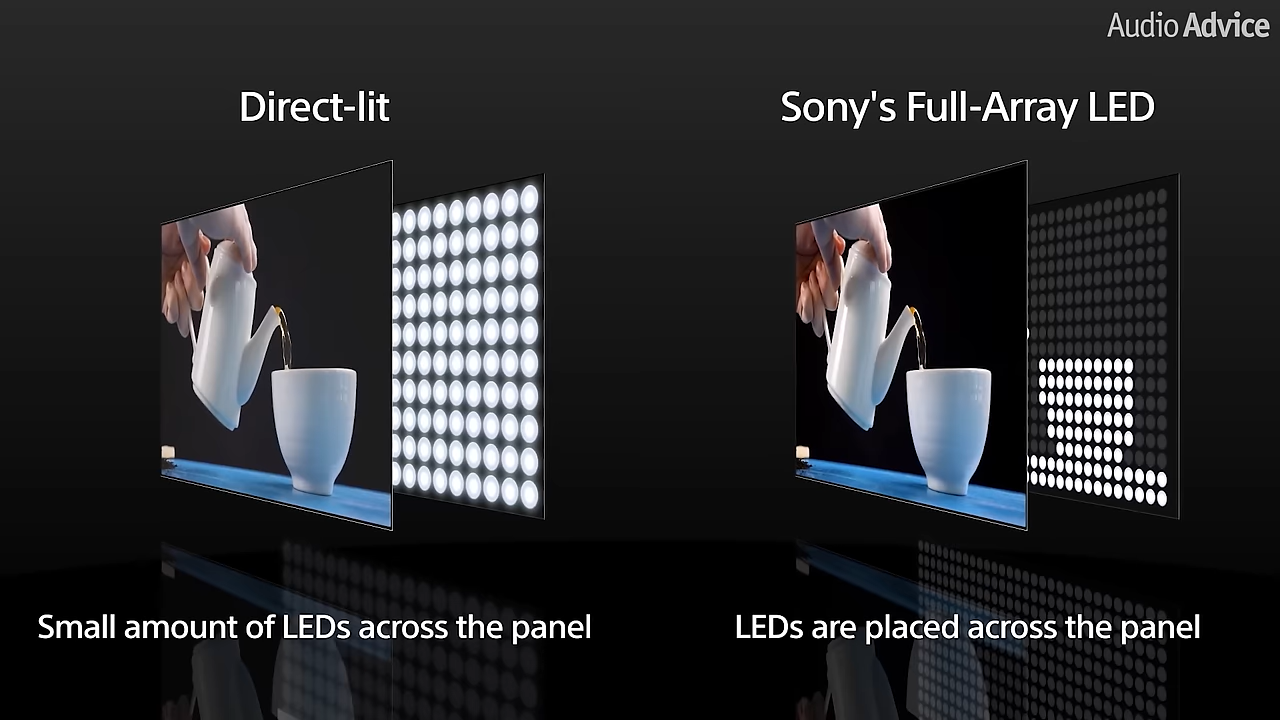 Audio Advice
Direct-lit
Sony's Full-Array LED
Small amount of LEDs across the panel
LEDs are placed across the panel